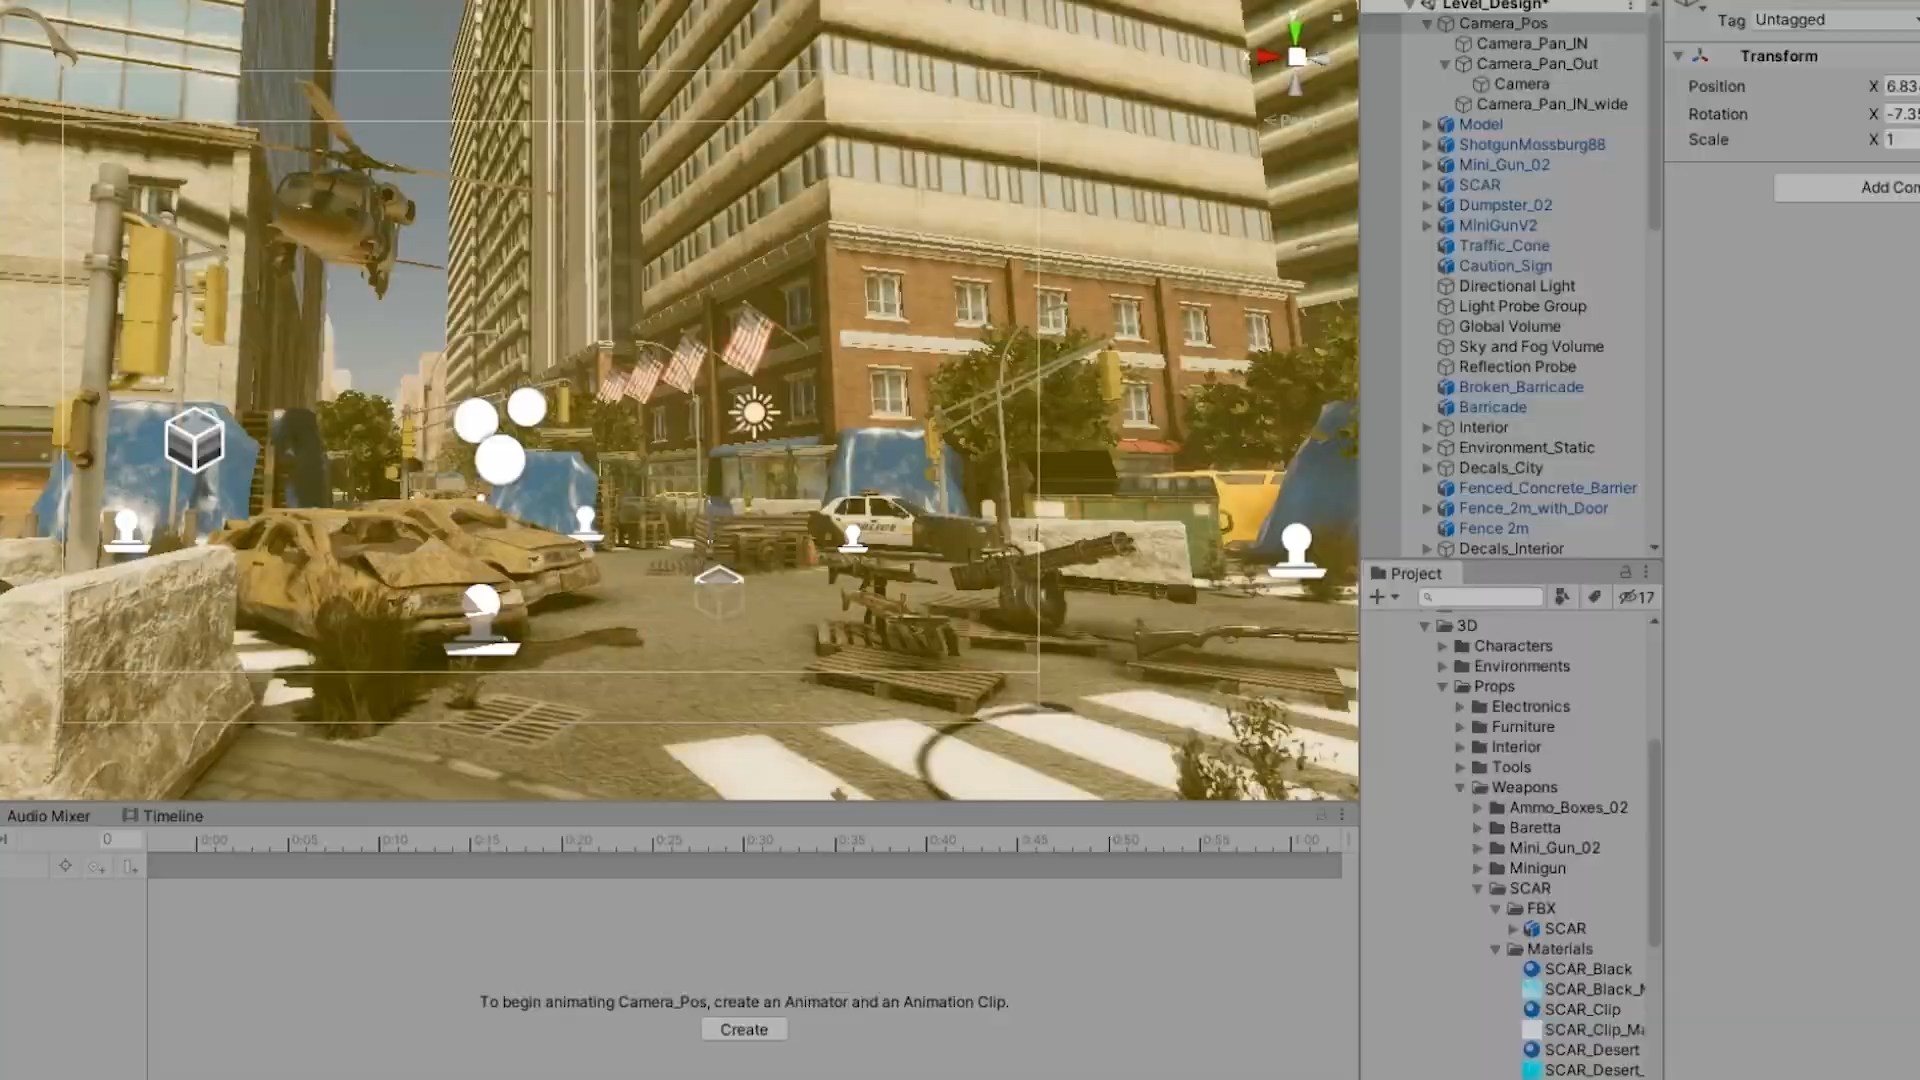 Level_Design*
Camera_Pos
Camera_Pan_IN
Camera_Pan_Out
Camera
Camera_Pan_IN_wide
Model
ShotgunMossburg88
Mini_Gun_02
SCAR
Dumpster_02
MIniGunV2
Traffic_Cone
Caution_Sign
Directional Light
Light Probe Group
Global Volume
Sky and Fog Volume
Reflection Probe
Broken_Barricade
Barricade
Interior
Environment_Static
Decals_City
Fenced_Concrete_Barrier
Fence_2m_with_Door
Fence 2m
Decals_Interior
Tag Untagged
Transform
Position X 6.83
Rotation X -7.35
Scale X 1
Add Con
Project
17
3D
Characters
Environments
Props
Electronics
Furniture
Interior
Tools
Weapons
Ammo_Boxes_02
Baretta
Mini_Gun_02
Minigun
SCAR
FBX
SCAR
Materials
SCAR_Black
SCAR_Black_M
SCAR_Clip
SCAR_Clip_Ma
SCAR_Desert
SCAR_Desert_
Audio Mixer Timeline
0 0:00 0:05 0:10 0:15 0:20 0:25 0:30 0:35 0:40 0:45 0:50 0:55 1:00
To begin animating Camera_Pos, create an Animator and an Animation Clip.
Create